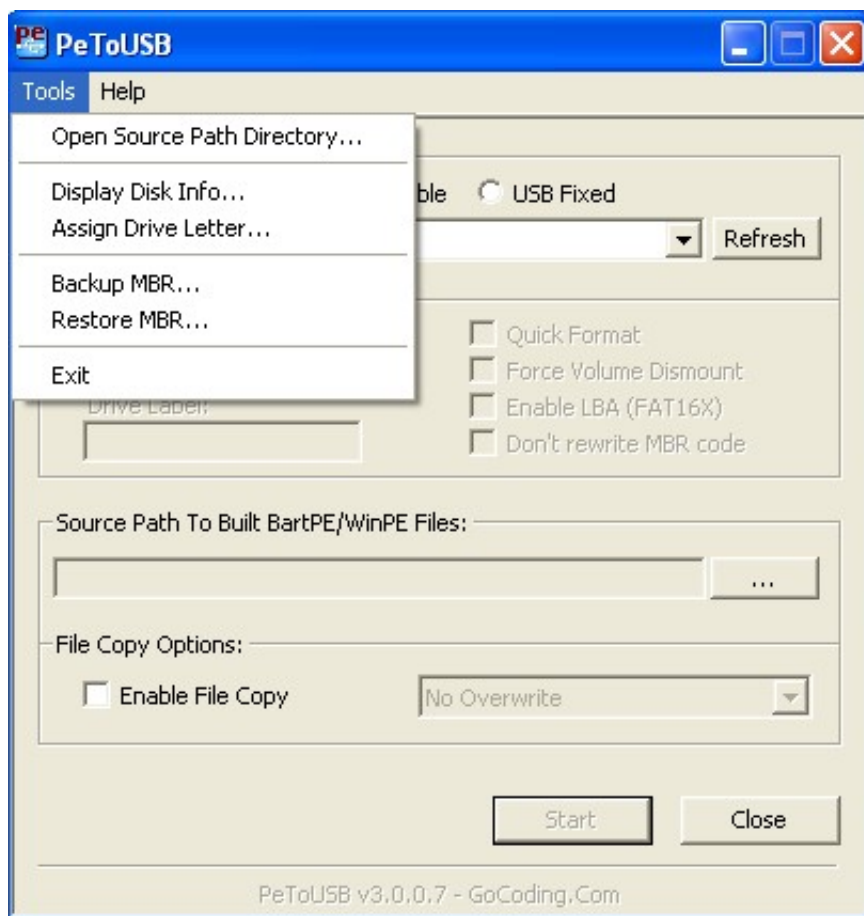 PeToUSB
Tools Help
Open Source Path Directory...
Display Disk Info...
Assign Drive Letter...
Backup MBR...
Restore MBR...
Exit
USB Fixed
Refresh
Quick Format
Force Volume Dismount
Drive Label:
Enable LBA (FAT16X)
Don't rewrite MBR code
Source Path To Built BartPE/WinPE Files:
...
File Copy Options:
Enable File Copy
No Overwrite
Start
Close
PeToUSB v3.0.0.7 - GoCoding.Com